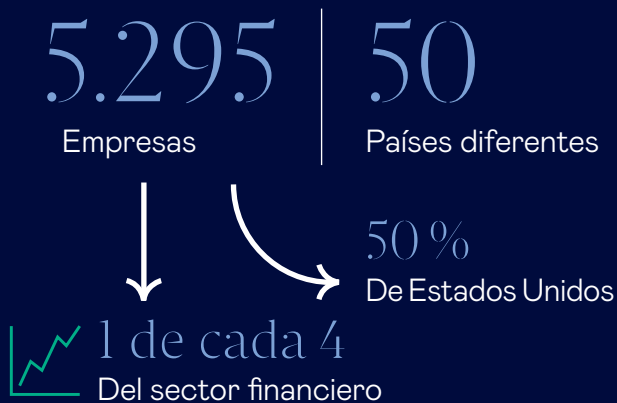 5.295
Empresas
50
Países diferentes
50 %
De Estados Unidos
1 de cada 4
Del sector financiero